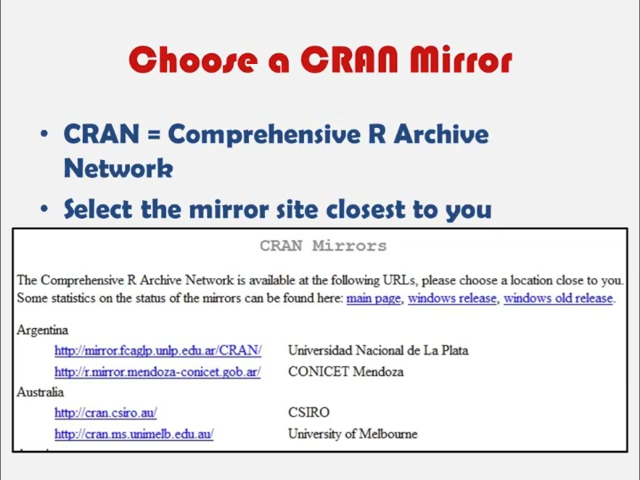 Choose a CRAN Mirror
• CRAN = Comprehensive R Archive
Network
• Select the mirror site closest to you
CRAN Mirrors
The Comprehensive R Archive Network is available at the following URLs, please choose a location close to you.
Some statistics on the status of the mirrors can be found here: main page, windows release, windows old release.
Argentina
http://mirror.fcaglp.unlp.edu.ar/CRAN/ Universidad Nacional de La Plata
http://r.mirror.mendoza-conicet.gob.ar/ CONICET Mendoza
Australia
http://cran.csiro.au/ CSIRO
http://cran.ms.unimelb.edu.au/ University of Melbourne